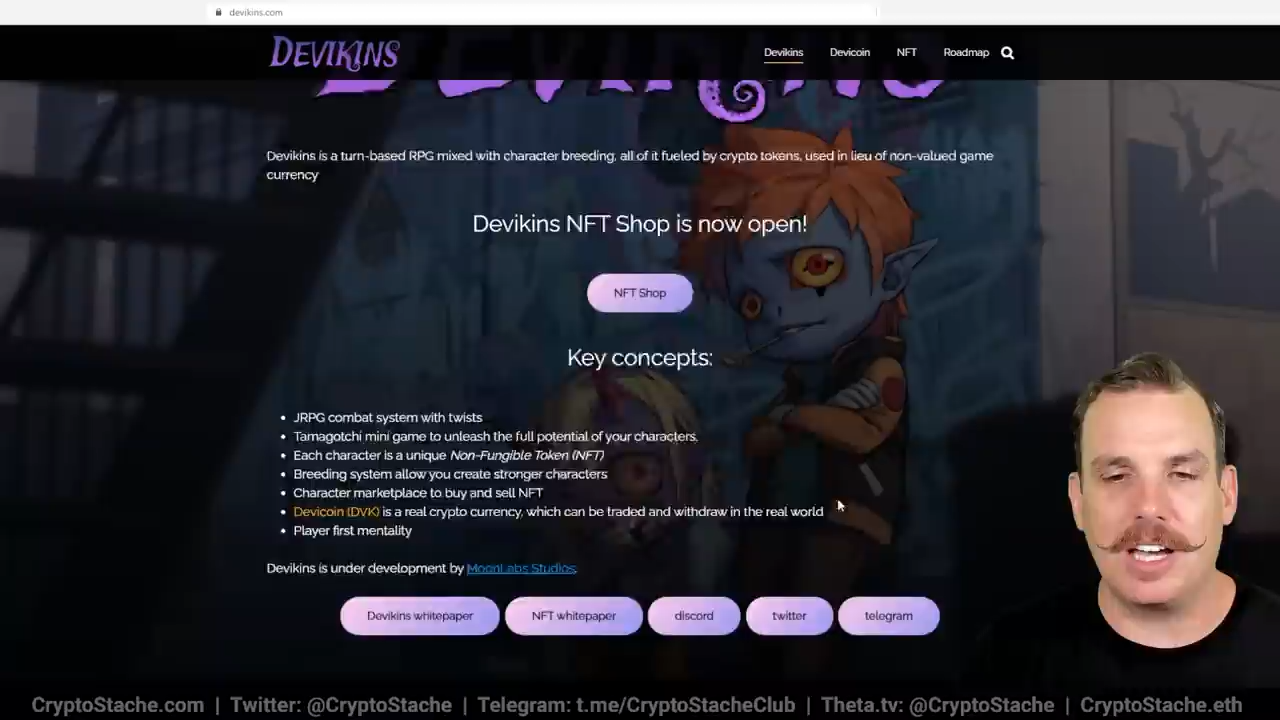 devikins.com
DEVIKINS
Devikins Devicoin NFT Roadmap
DEVIKINS
Devikins is a turn-based RPG mixed with character breeding, all of it fueled by crypto tokens, used in lieu of non-valued game
currency
Devikins NFT Shop is now open!
NFT Shop
Key concepts:
• JRPG combat system with twists
• Tamagotchi mini game to unleash the full potential of your characters.
• Each character is a unique Non-Fungible Token (NFT)
• Breeding system allow you create stronger characters
• Character marketplace to buy and sell NFT
• Devicoin (DVK) is a real crypto currency, which can be traded and withdraw in the real world
• Player first mentality
Devikins is under development by MoonLabs Studios.
Devikins whitepaper NFT whitepaper discord twitter telegram
CryptoStache.com | Twitter: @CryptoStache | Telegram: t.me/CryptoStacheClub | Theta.tv: @CryptoStache | CryptoStache.eth